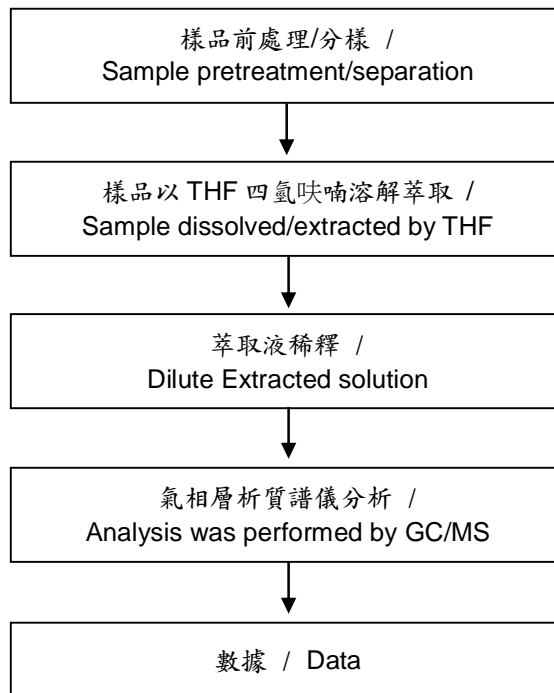 樣品前處理/分樣 /
Sample pretreatment/separation
樣品以 THF 四氫呋喃溶解萃取 /
Sample dissolved/extracted by THF
萃取液稀釋 /
Dilute Extracted solution
氣相層析質譜儀分析 /
Analysis was performed by GC/MS
數據 / Data